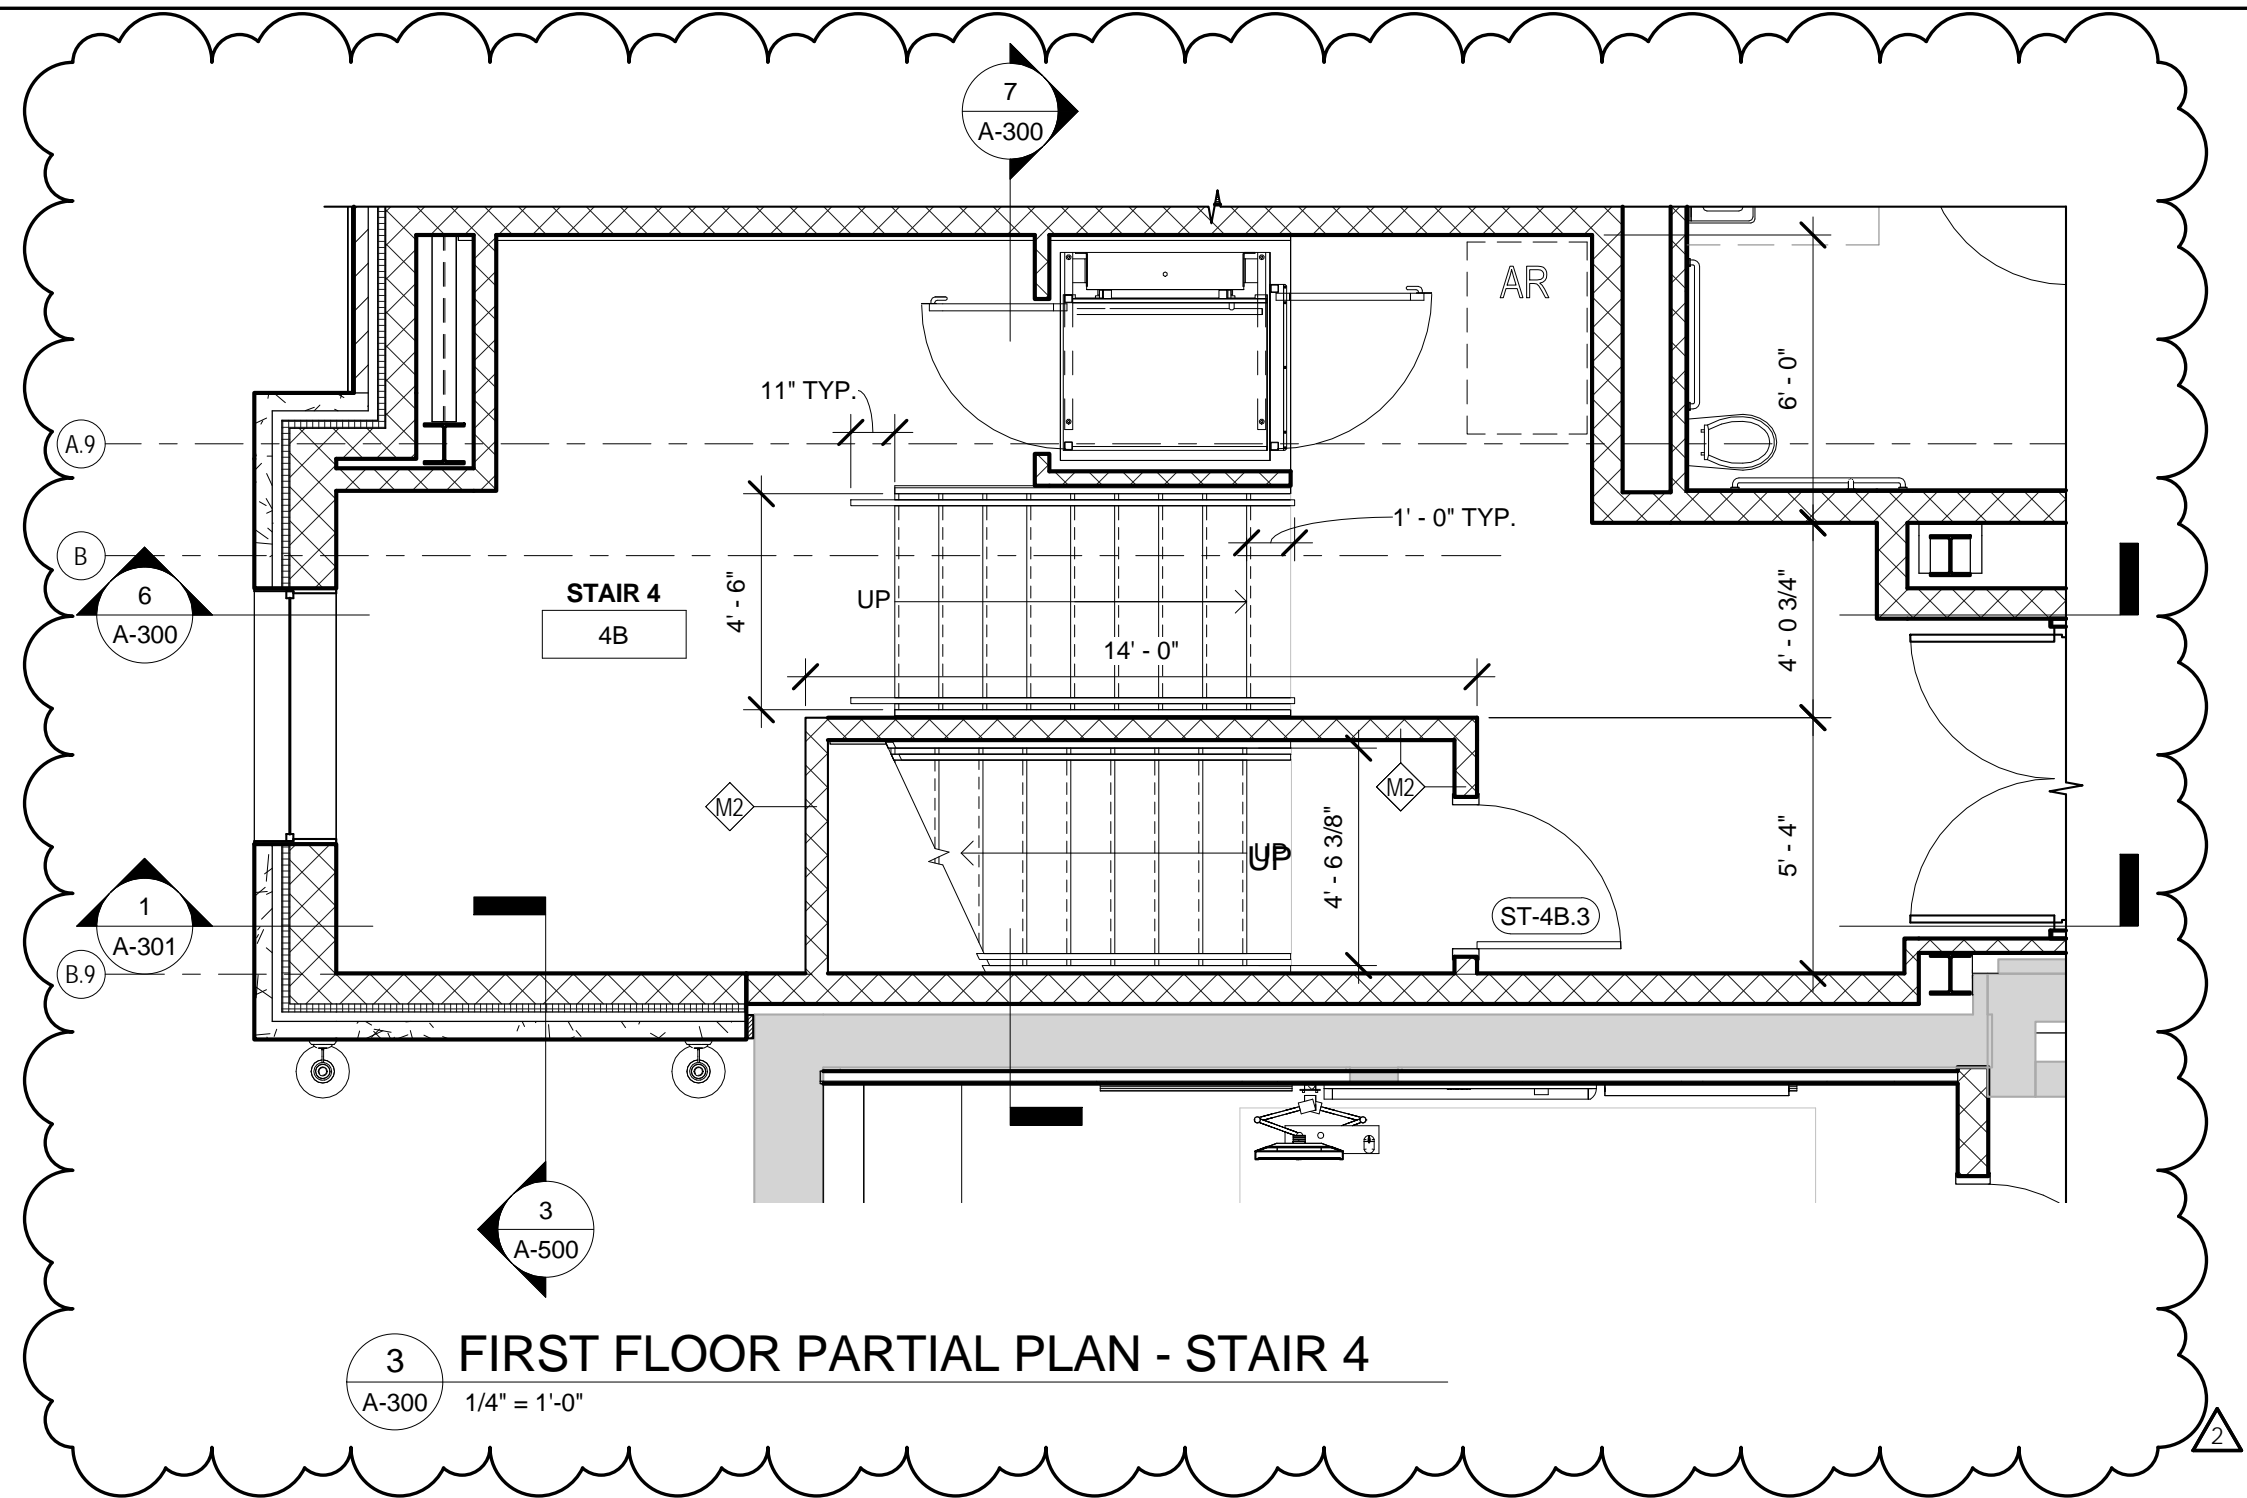 7
A-300
AR
11" TYP.
6' - 0"
A.9
1' - 0" TYP.
B
6
A-300
STAIR 4
4B
4' - 6"
UP
14' - 0"
4' - 0 3/4"
M2
M2
UP
UP
4' - 6 3/8"
5' - 4"
1
A-301
ST-4B.3
B.9
3
A-500
3
A-300
FIRST FLOOR PARTIAL PLAN - STAIR 4
1/4" = 1'-0"
2